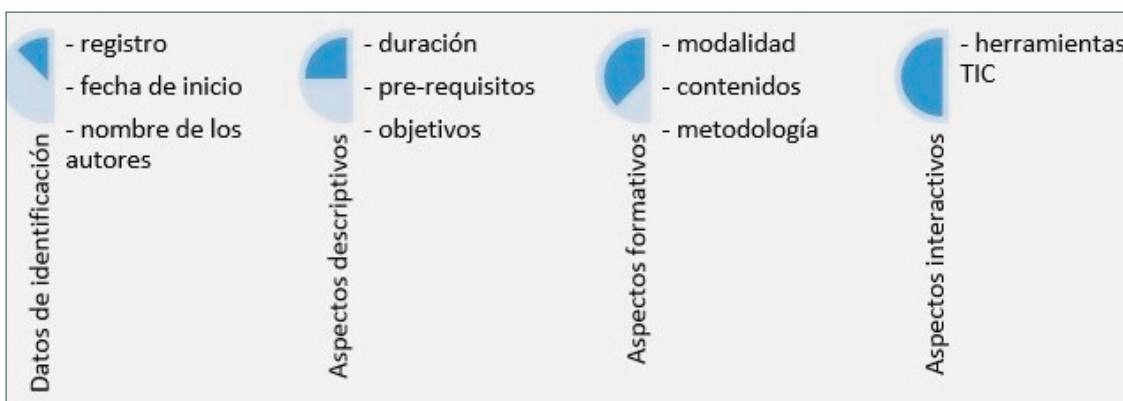 - registro
- fecha de inicio
- nombre de los
autores
Datos de identificación
- duración
- pre-requisitos
- objetivos
Aspectos descriptivos
- modalidad
- contenidos
- metodología
Aspectos formativos
- herramientas
TIC
Aspectos interactivos